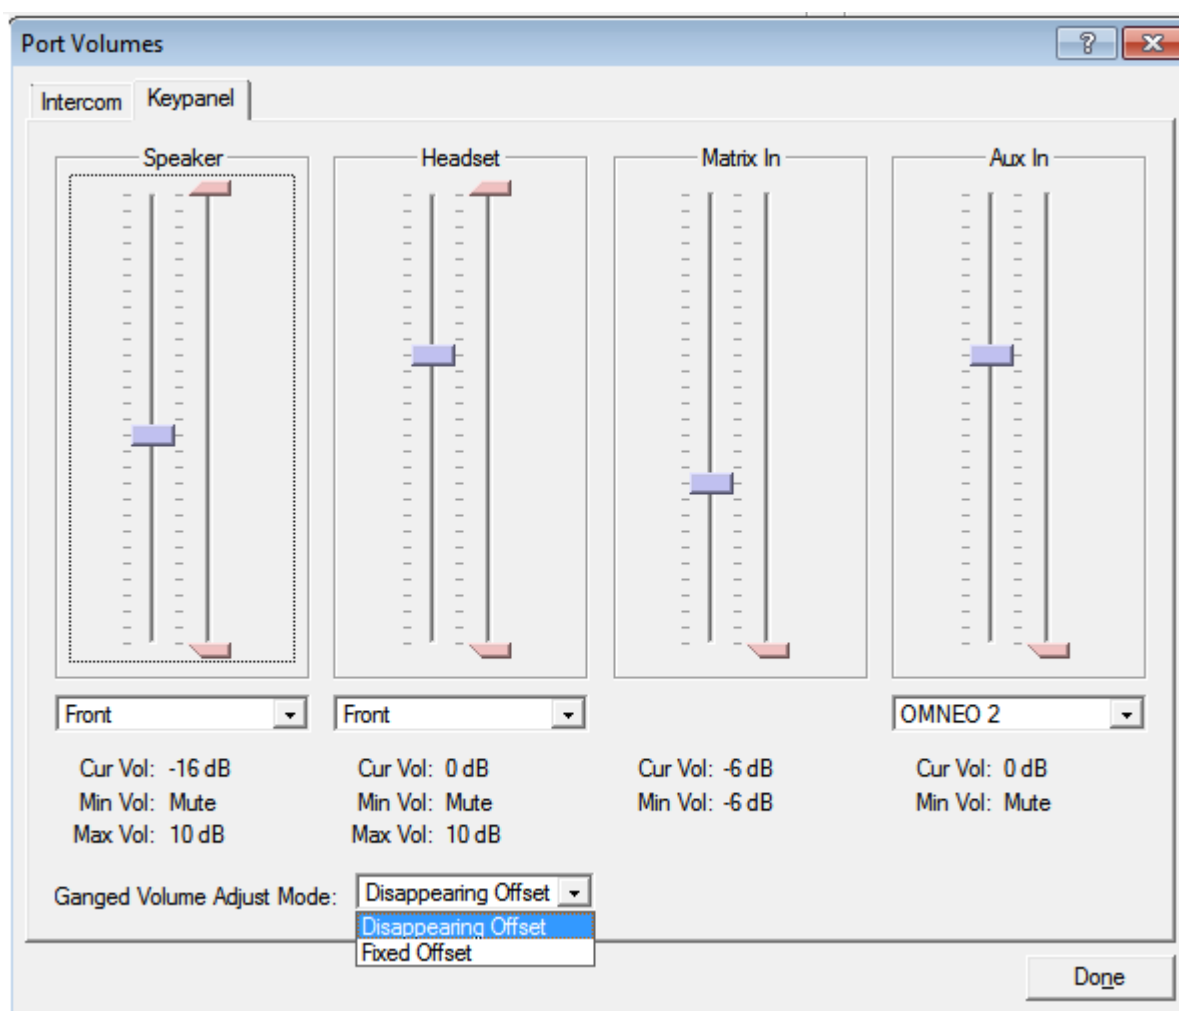 Port Volumes
?
Intercom Keypanel
Speaker Headset Matrix In Aux In
Front Front OMNEO 2
Cur Vol: -16 dB Cur Vol: 0 dB Cur Vol: -6 dB Cur Vol: 0 dB
Min Vol: Mute Min Vol: Mute Min Vol: -6 dB Min Vol: Mute
Max Vol: 10 dB Max Vol: 10 dB
Ganged Volume Adjust Mode: Disappearing Offset
Disappearing Offset
Fixed Offset
Done